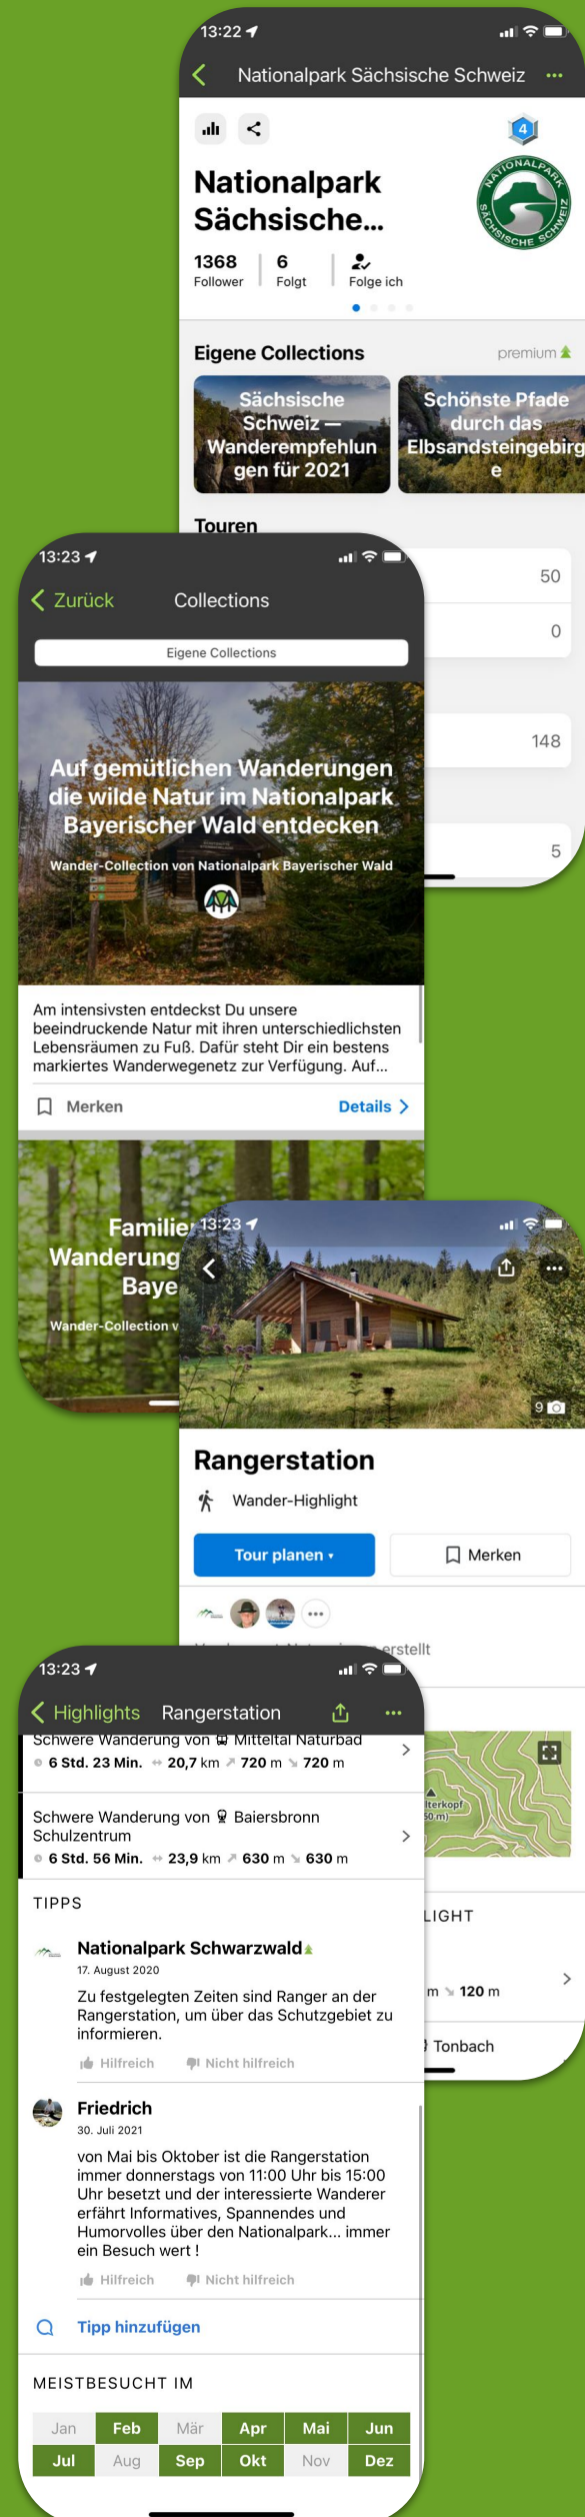 13:22
Nationalpark Sächsische Schweiz
4
NATIONALPARK
SÄCHSISCHE SCHWEIZ
Nationalpark
Sächsische...
1368
6
Follower
Folgt
Folge ich
Eigene Collections
premium
Sächsische
Schweiz —
Wanderempfehlun
gen für 2021
Schönste Pfade
durch das
Elbsandsteingebirg
e
Touren
50
0
148
5
13:23
Zurück
Collections
Eigene Collections
Auf gemütlichen Wanderungen
die wilde Natur im Nationalpark
Bayerischer Wald entdecken
Wander-Collection von Nationalpark Bayerischer Wald
Am intensivsten entdeckst Du unsere
beeindruckende Natur mit ihren unterschiedlichsten
Lebensräumen zu Fuß. Dafür steht Dir ein bestens
markiertes Wanderwegenetz zur Verfügung. Auf...
Merken
Details
Familie
Wanderung
Baye
Wander-Collection v
13:23
9
Rangerstation
Wander-Highlight
Tour planen
Merken
erstellt
LIGHT
m 120 m
Tonbach
13:23
Highlights
Rangerstation
Schwere Wanderung von Mitteltal Naturbad
6 Std. 23 Min. 20,7 km 720 m 720 m
Schwere Wanderung von Baiersbronn
Schulzentrum
6 Std. 56 Min. 23,9 km 630 m 630 m
TIPPS
Nationalpark Schwarzwald
17. August 2020
Zu festgelegten Zeiten sind Ranger an der
Rangerstation, um über das Schutzgebiet zu
informieren.
Hilfreich
Nicht hilfreich
Friedrich
30. Juli 2021
von Mai bis Oktober ist die Rangerstation
immer donnerstags von 11:00 Uhr bis 15:00
Uhr besetzt und der interessierte Wanderer
erfährt Informatives, Spannendes und
Humorvolles über den Nationalpark... immer
ein Besuch wert !
Hilfreich
Nicht hilfreich
Tipp hinzufügen
MEISTBESUCHT IM
Jan Feb Mär Apr Mai Jun
Jul Aug Sep Okt Nov Dez